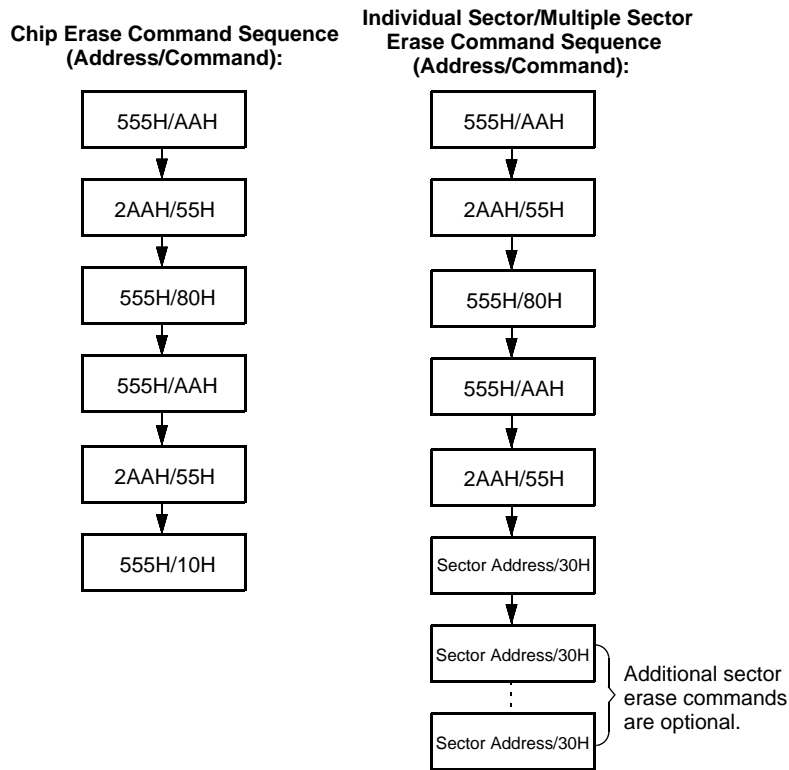 Chip Erase Command Sequence
(Address/Command):
555H/AAH
2AAH/55H
555H/80H
555H/AAH
2AAH/55H
555H/10H
Individual Sector/Multiple Sector
Erase Command Sequence
(Address/Command):
555H/AAH
2AAH/55H
555H/80H
555H/AAH
2AAH/55H
Sector Address/30H
Sector Address/30H
Sector Address/30H
Additional sector
erase commands
are optional.